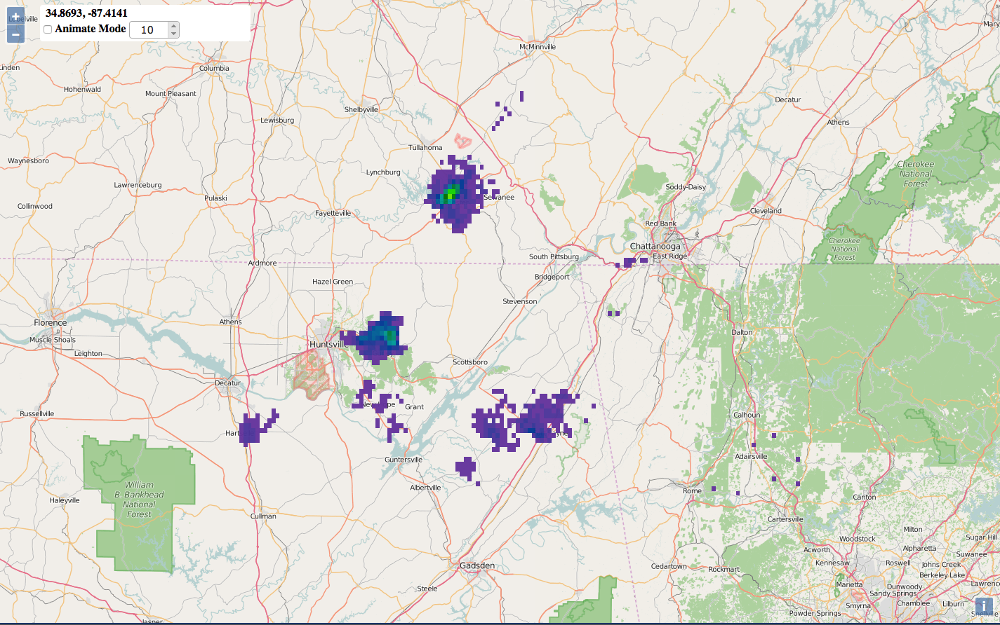 34.8693, -87.4141
Animate Mode 10
McMinnville
Columbia
Hohenwald
Mount Pleasant
Shelbyville
Lewisburg
Decatur
Athens
Tullahoma
Waynesboro
Lynchburg
Cherokee
National
Forest
Lawrenceburg
Soddy-Daisy
Pulaski
Collinwood
Fayetteville
Sewanee
Cleveland
Red Bank
Cherokee
National
Forest
Chattanooga
South Pittsburg
East Ridge
Ardmore
Bridgeport
Hazel Green
Stevenson
Florence
Athens
Dalton
Muscle Shoals
Huntsville
Leighton
Scottsboro
Decatur
Grant
Russellville
Calhoun
Hart
Adairsville
Guntersville
William
B. Bankhead
National
Forest
Albertville
Rome
Haleyville
Canton
Cullman
Cartersville
Milton
Woodstock
Sugar Hill
Alpharetta
Acworth
Suwanee
Gadsden
Cedartown
Rockmart
Kennesaw
Roswell
Johns Creek
Berkeley Lake
Marietta
Dunwoody
Lawrenc
Steele
Sandy Springs
Smyrna
Chamblee
Lilburn
Powder Springs
Jasper
i